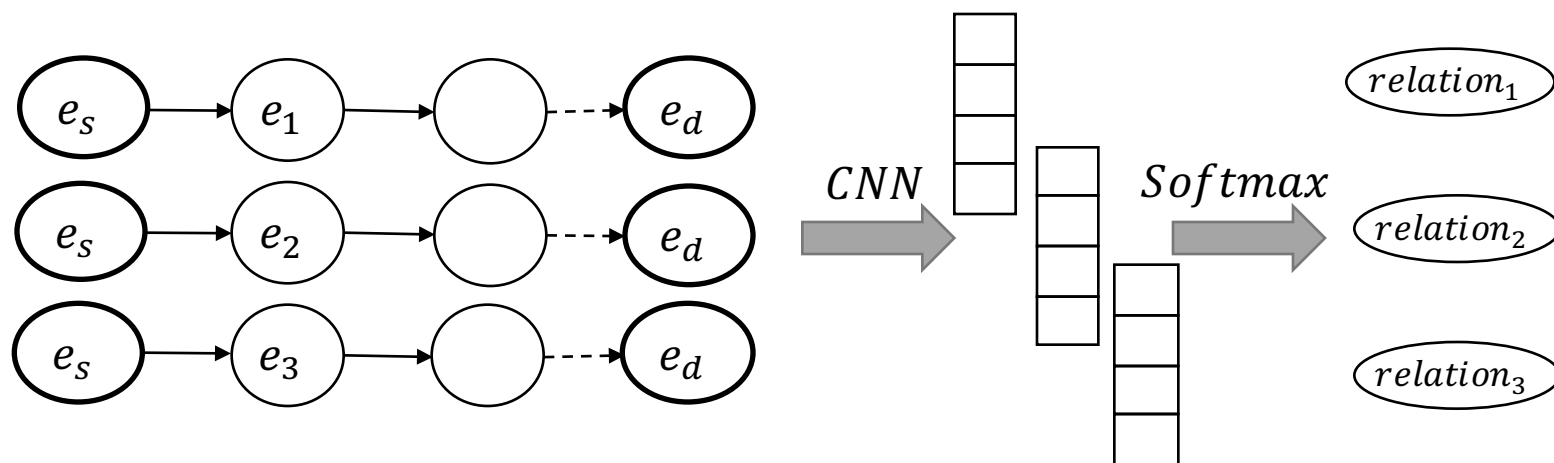 e_s e_1 e_d
e_s e_2 e_d
e_s e_3 e_d
CNN
Softmax
relation_1
relation_2
relation_3